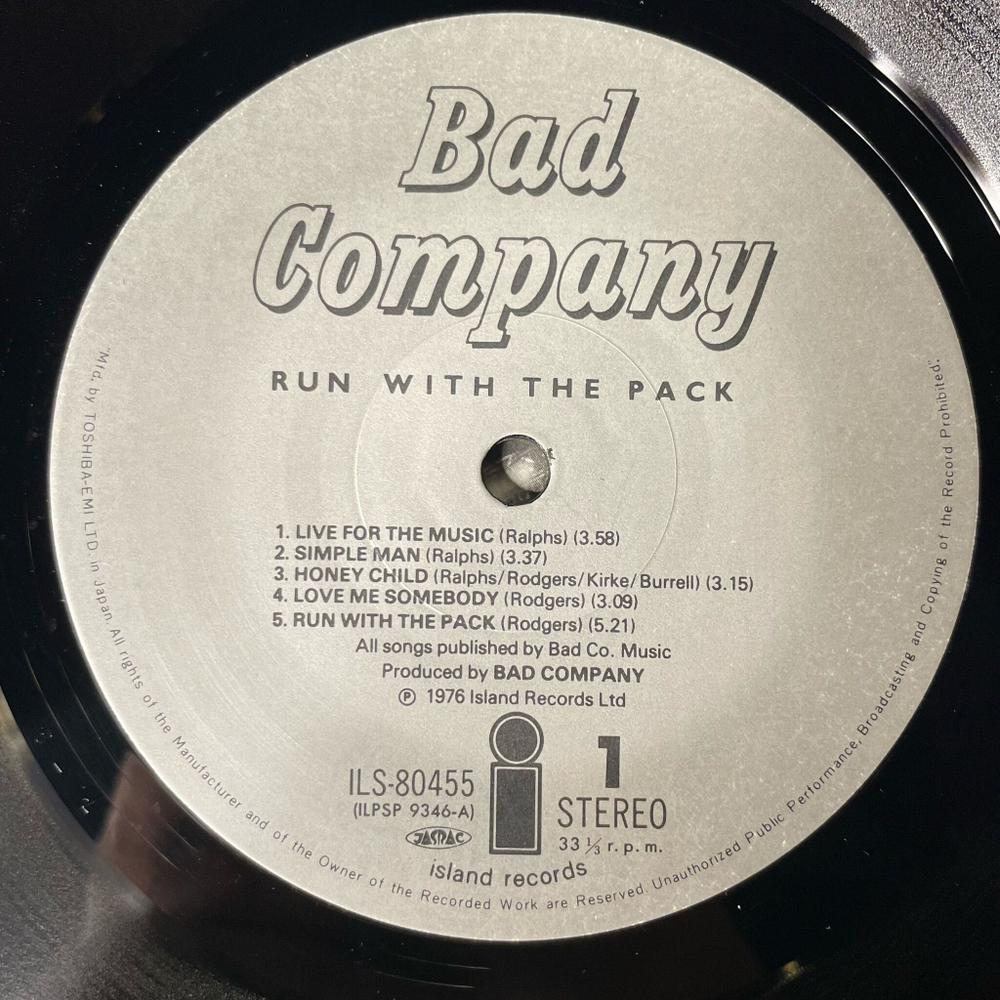 Bad
Company
RUN WITH THE PACK
1. LIVE FOR THE MUSIC (Ralphs) (3.58)
2. SIMPLE MAN (Ralphs) (3.37)
3. HONEY CHILD (Ralphs/Rodgers/Kirke/Burrell) (3.15)
4. LOVE ME SOMEBODY (Rodgers) (3.09)
5. RUN WITH THE PACK (Rodgers) (5.21)
All songs published by Bad Co. Music
Produced by BAD COMPANY
℗ 1976 Island Records Ltd
ILS-80455
(ILPSP 9346-A)
JASRAC
1
STEREO
33 ⅓ r.p.m.
island records
"Mfd. by TOSHIBA-EMI LTD. in Japan. All rights of the Manufacturer and of the Owner of the Recorded Work are Reserved. Unauthorized Public Performance, Broadcasting and Copying of the Record Prohibited".